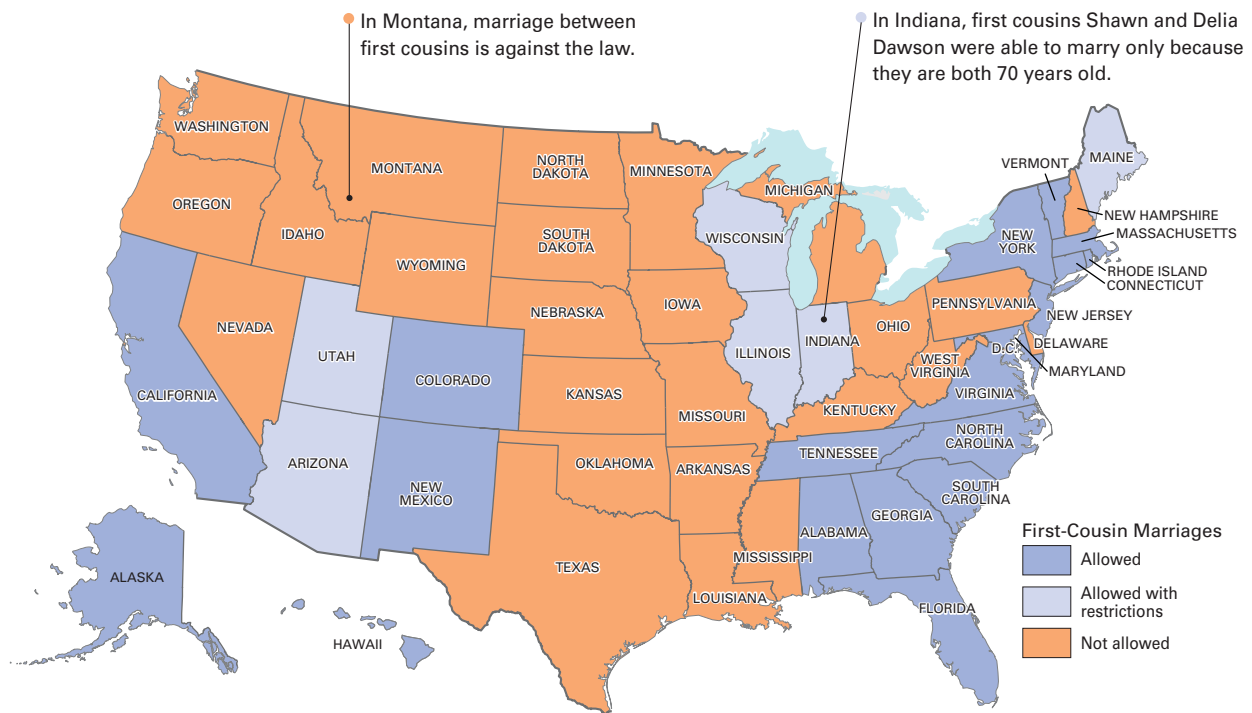 In Montana, marriage between
first cousins is against the law.
In Indiana, first cousins Shawn and Delia
Dawson were able to marry only because
they are both 70 years old.
WASHINGTON
MONTANA
NORTH
DAKOTA
MINNESOTA
MICHIGAN
VERMONT
MAINE
OREGON
IDAHO
WYOMING
SOUTH
DAKOTA
WISCONSIN
NEW
YORK
NEW HAMPSHIRE
MASSACHUSETTS
RHODE ISLAND
CONNECTICUT
NEVADA
UTAH
COLORADO
NEBRASKA
IOWA
ILLINOIS
INDIANA
OHIO
PENNSYLVANIA
NEW JERSEY
DELAWARE
D.C.
MARYLAND
WEST
VIRGINIA
VIRGINIA
CALIFORNIA
KANSAS
MISSOURI
KENTUCKY
ARIZONA
NEW
MEXICO
OKLAHOMA
ARKANSAS
TENNESSEE
NORTH
CAROLINA
SOUTH
CAROLINA
TEXAS
LOUISIANA
MISSISSIPPI
ALABAMA
GEORGIA
FLORIDA
ALASKA
HAWAII
First-Cousin Marriages
Allowed
Allowed with
restrictions
Not allowed